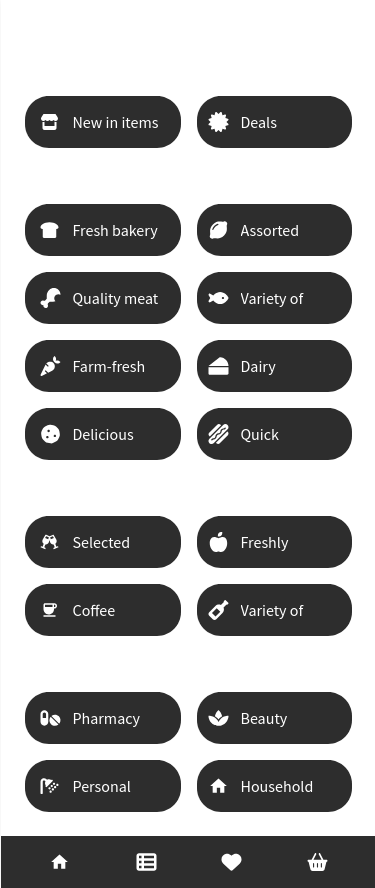 New in items
Deals
Fresh bakery
Assorted
Quality meat
Variety of
Farm-fresh
Dairy
Delicious
Quick
Selected
Freshly
Coffee
Variety of
Pharmacy
Beauty
Personal
Household